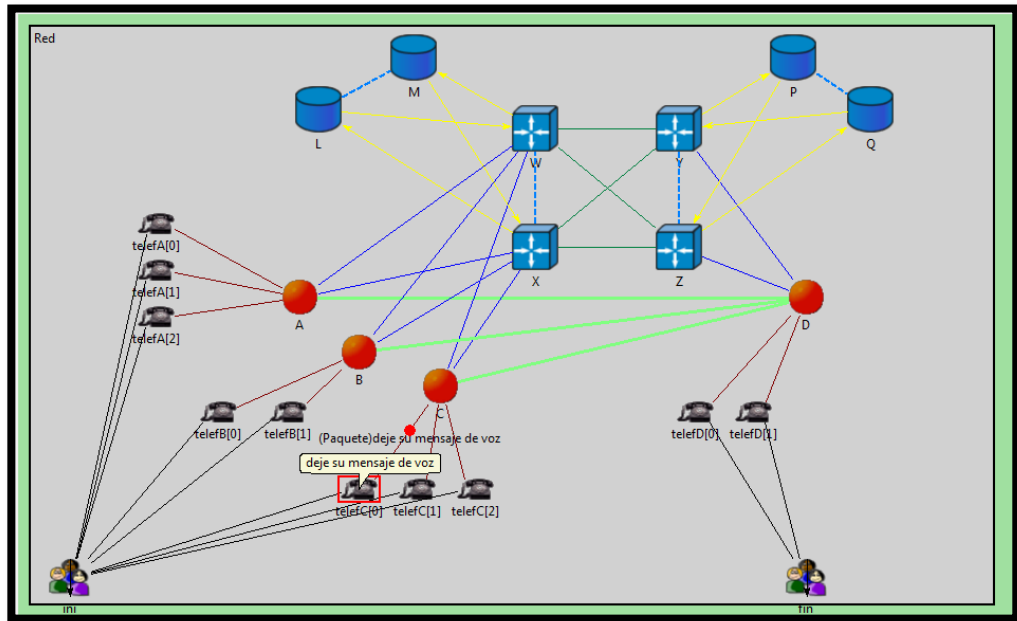 Red
M
P
L
W
Y
Q
telefA[0]
telefA[1]
X
Z
A
D
telefA[2]
B
C
telefB[0]
telefB[1]
(Paquete)deje su mensaje de voz
telefD[0]
telefD[1]
deje su mensaje de voz
telefC[0]
telefC[1]
telefC[2]
ini
fin